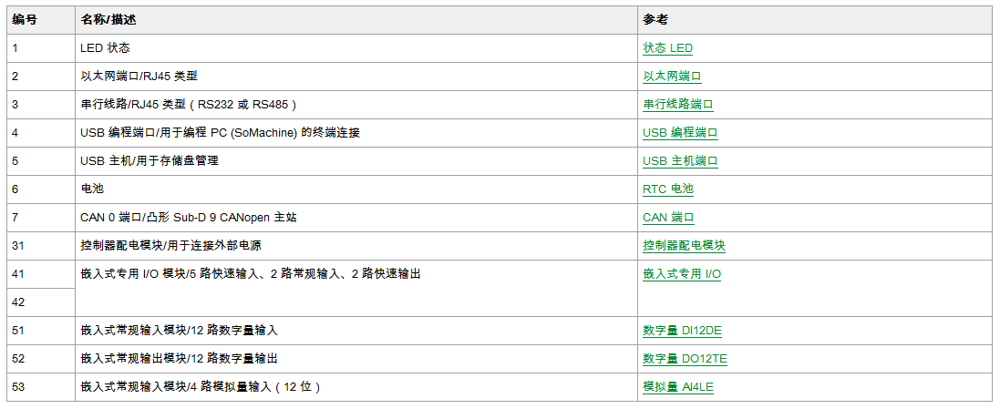 编号 名称/描述 参考
1 LED 状态 状态 LED
2 以太网端口/RJ45 类型 以太网端口
3 串行线路/RJ45 类型（RS232 或 RS485） 串行线路端口
4 USB 编程端口/用于编程 PC (SoMachine) 的终端连接 USB 编程端口
5 USB 主机/用于存储盘管理 USB 主机端口
6 电池 RTC 电池
7 CAN 0 端口/凸形 Sub-D 9 CANopen 主站 CAN 端口
31 控制器配电模块/用于连接外部电源 控制器配电模块
41 嵌入式专用 I/O 模块/5 路快速输入、2 路常规输入、2 路快速输出 嵌入式专用 I/O
42
51 嵌入式常规输入模块/12 路数字量输入 数字量 DI12DE
52 嵌入式常规输出模块/12 路数字量输出 数字量 DO12TE
53 嵌入式常规输入模块/4 路模拟量输入（12 位） 模拟量 AI4LE